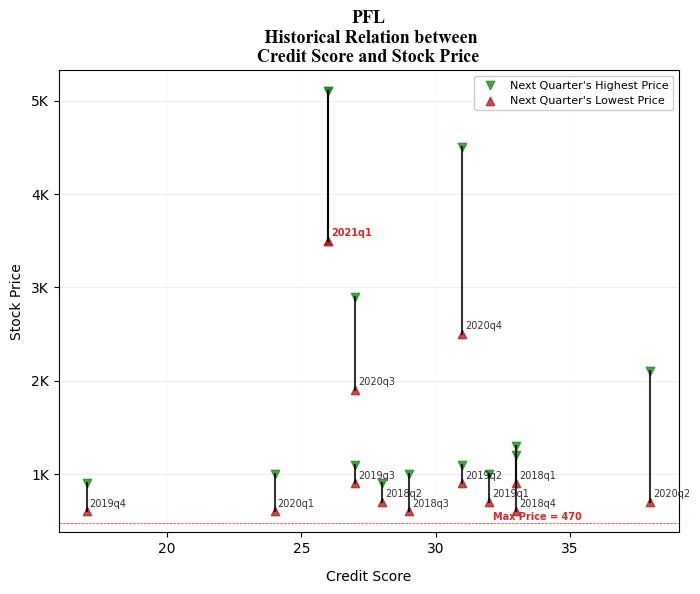 PFL
Historical Relation between
Credit Score and Stock Price
Next Quarter's Highest Price
Next Quarter's Lowest Price
5K
4K
3K
2K
1K
Stock Price
2021q1
2020q4
2020q3
2019q3
2019q2
2018q1
2018q2
2019q1
2020q2
2019q4
2020q1
2018q3
2018q4
Max Price = 470
20
25
30
35
Credit Score